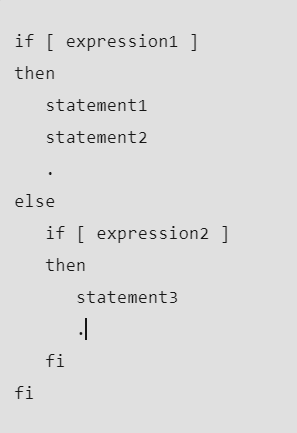 if [ expression1 ]
then
   statement1
   statement2
   .
else
   if [ expression2 ]
   then
      statement3
      .
   fi
fi